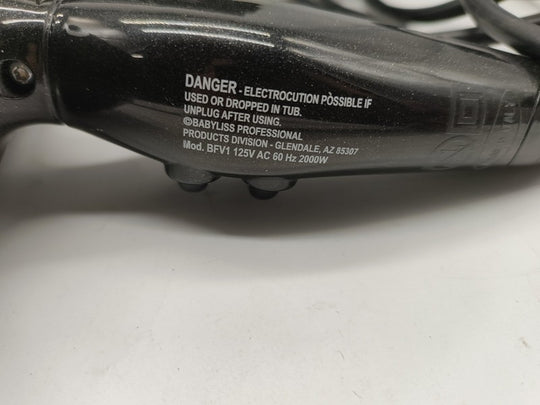 DANGER - ELECTROCUTION PÒSSIBLE IF
USED OR DROPPED IN TUB.
UNPLUG AFTER USING.
©BABYLISS PROFESSIONAL
PRODUCTS DIVISION - GLENDALE, AZ 85307
Mod. BFV1 125V AC 60 Hz 2000W